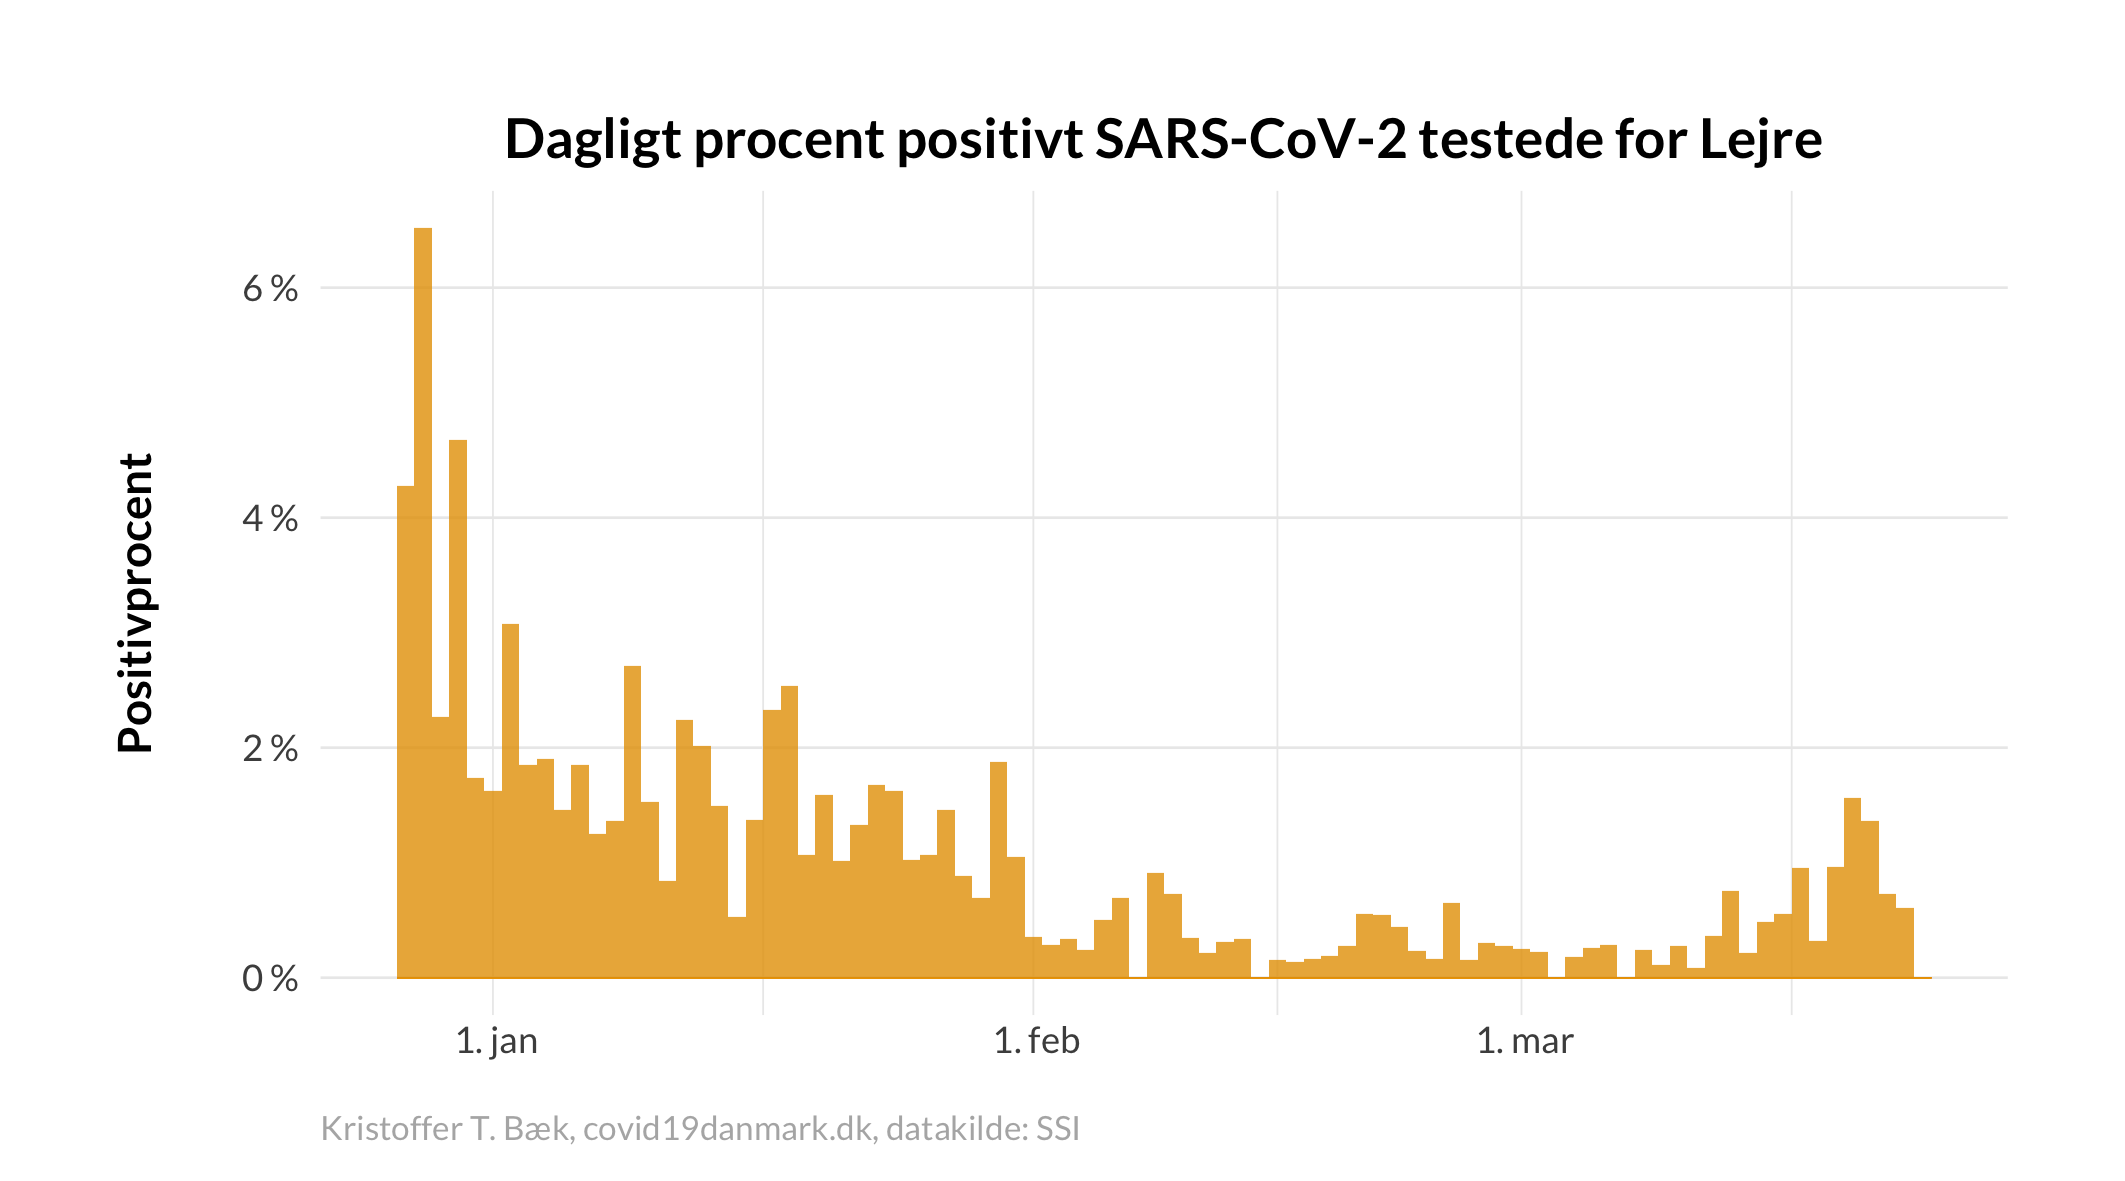 Dagligt procent positivt SARS-CoV-2 testede for Lejre
Positivprocent
6 %
4 %
2 %
0 %
1. jan
1. feb
1. mar
Kristoffer T. Bæk, covid19danmark.dk, datakilde: SSI